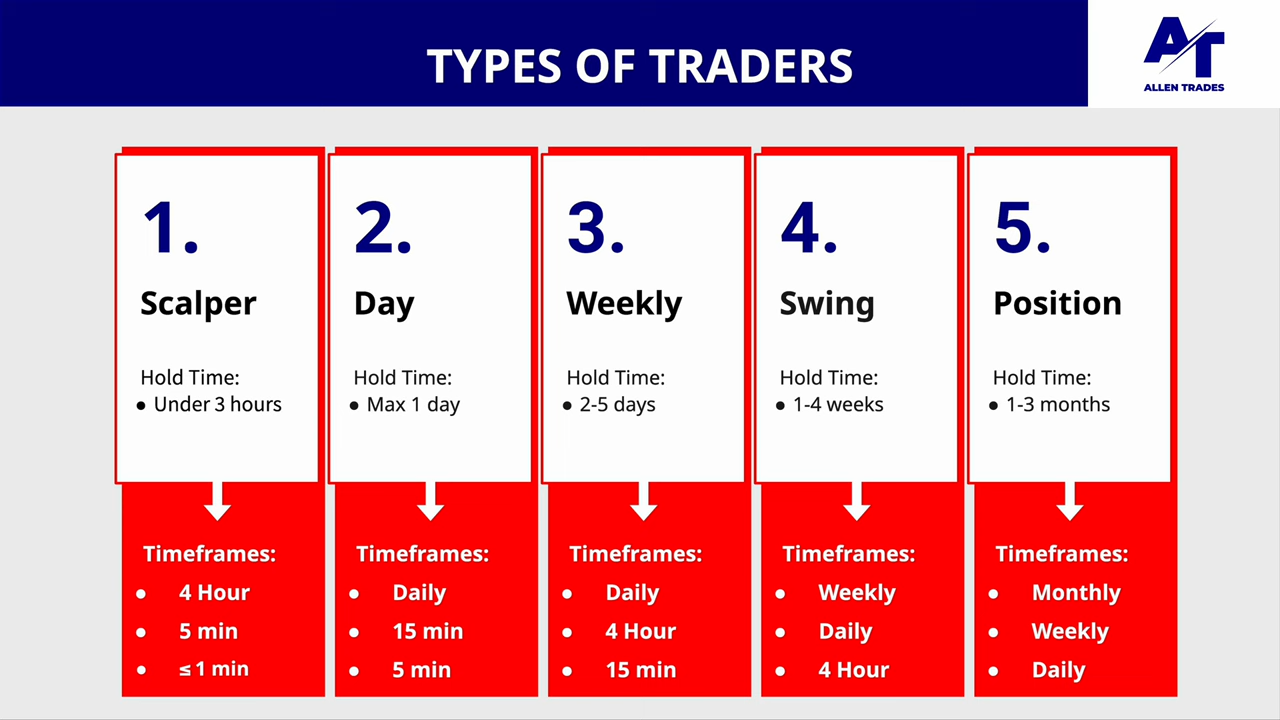 TYPES OF TRADERS
AT
ALLEN TRADES
1.
Scalper
Hold Time:
● Under 3 hours
Timeframes:
● 4 Hour
● 5 min
● ≤ 1 min
2.
Day
Hold Time:
● Max 1 day
Timeframes:
● Daily
● 15 min
● 5 min
3.
Weekly
Hold Time:
● 2-5 days
Timeframes:
● Daily
● 4 Hour
● 15 min
4.
Swing
Hold Time:
● 1-4 weeks
Timeframes:
● Weekly
● Daily
● 4 Hour
5.
Position
Hold Time:
● 1-3 months
Timeframes:
● Monthly
● Weekly
● Daily